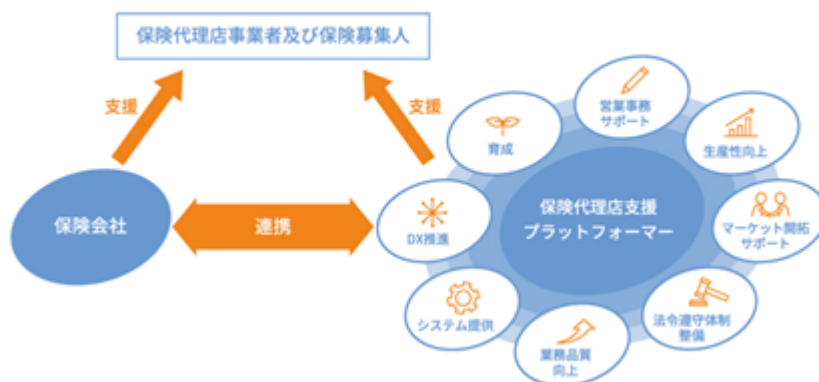 保険代理店事業者及び保険募集人
支援
支援
保険会社
連携
保険代理店支援
プラットフォーマー
営業事務
サポート
生産性向上
マーケット開拓
サポート
法令遵守体制
整備
業務品質
向上
システム提供
DX推進
育成